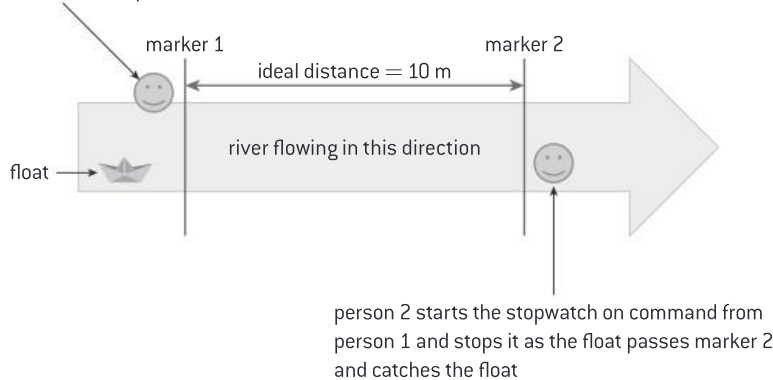 marker 1
marker 2
ideal distance = 10 m
river flowing in this direction
float
person 2 starts the stopwatch on command from
person 1 and stops it as the float passes marker 2
and catches the float